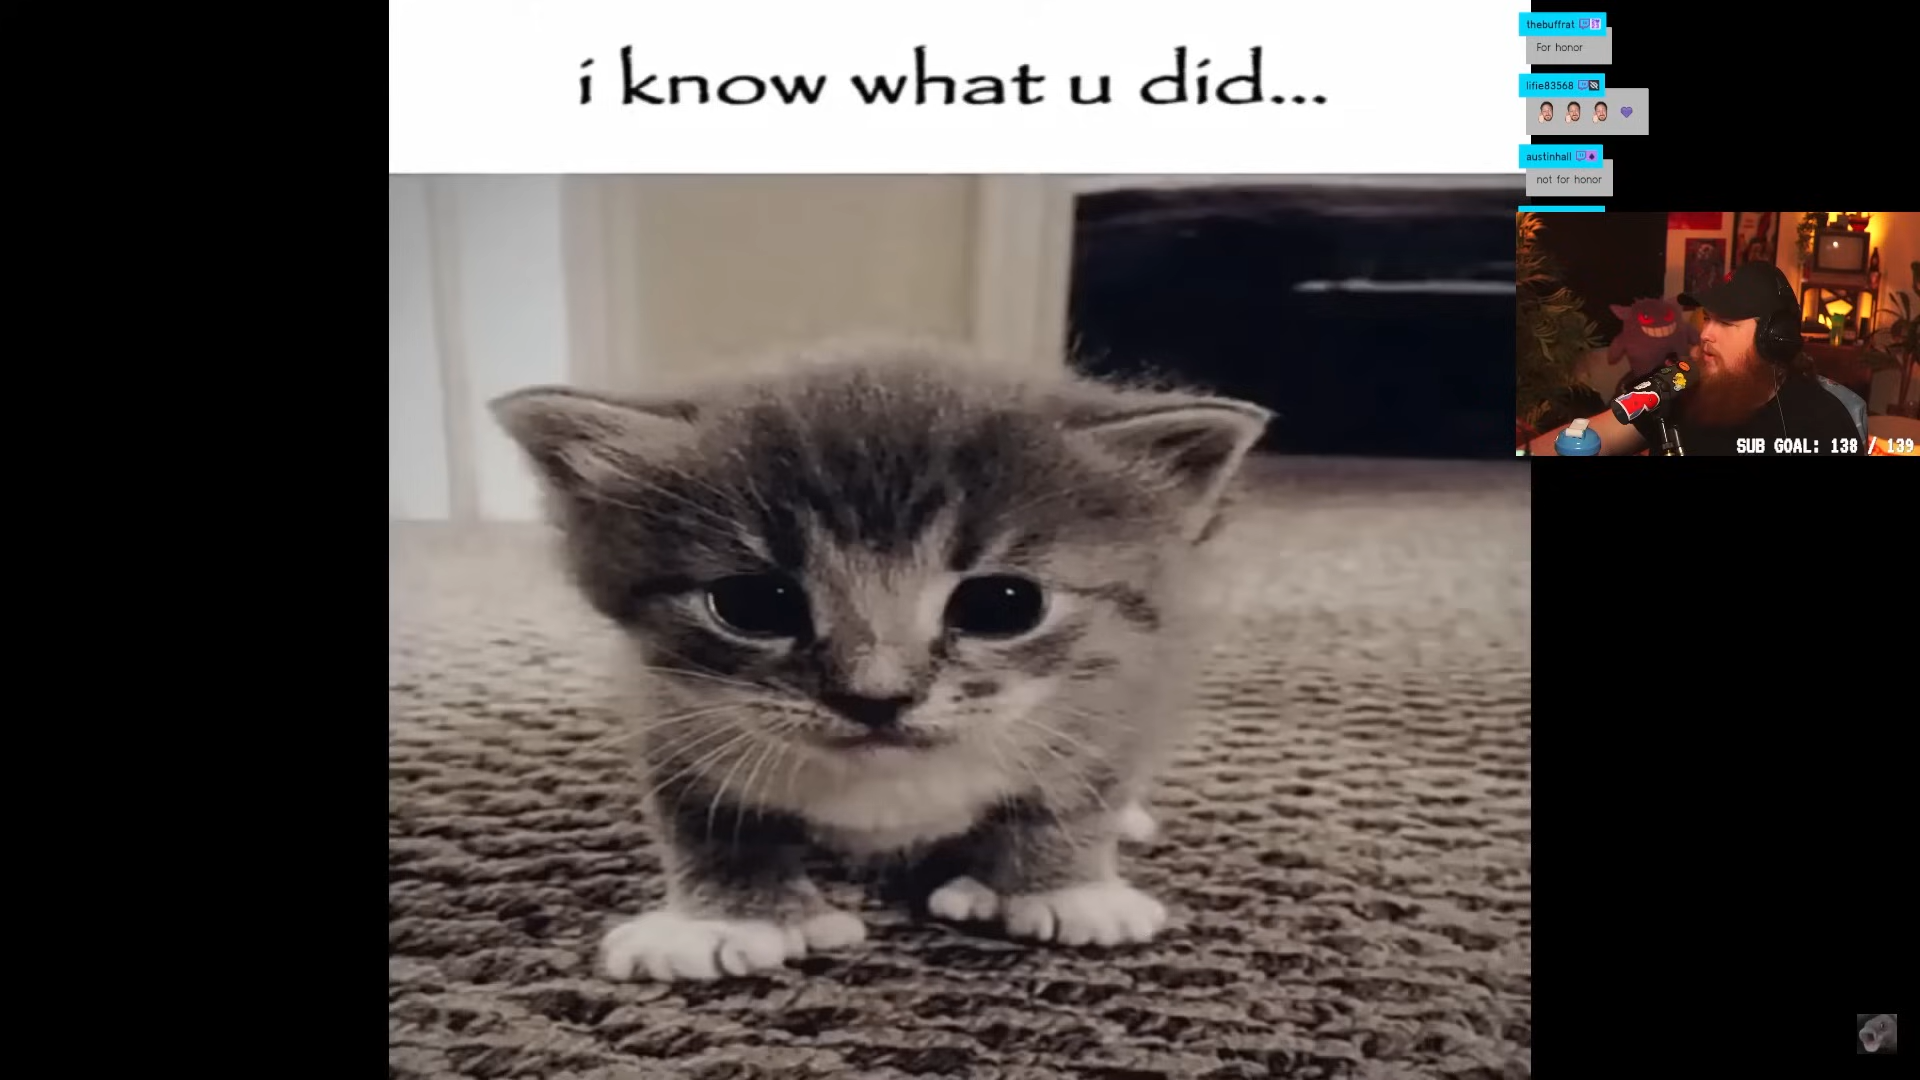 i know what u did...
thebuffrat
For honor
lifie83568
austinhall
not for honor
SUB GOAL: 138 / 139